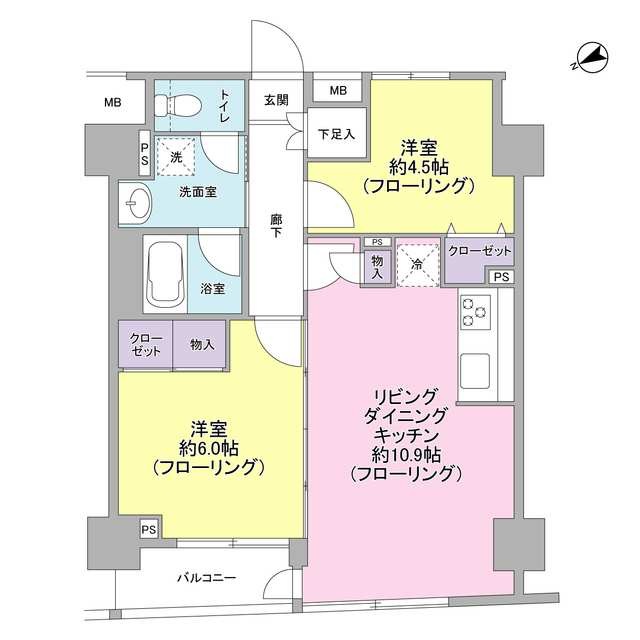 N
MB
トイレ
玄関
MB
PS
洗
下足入
洋室
約4.5帖
(フローリング)
洗面室
廊下
PS
クローゼット
物入
冷
PS
浴室
クローゼット
物入
リビング
ダイニング
キッチン
約10.9帖
(フローリング)
洋室
約6.0帖
(フローリング)
PS
バルコニー